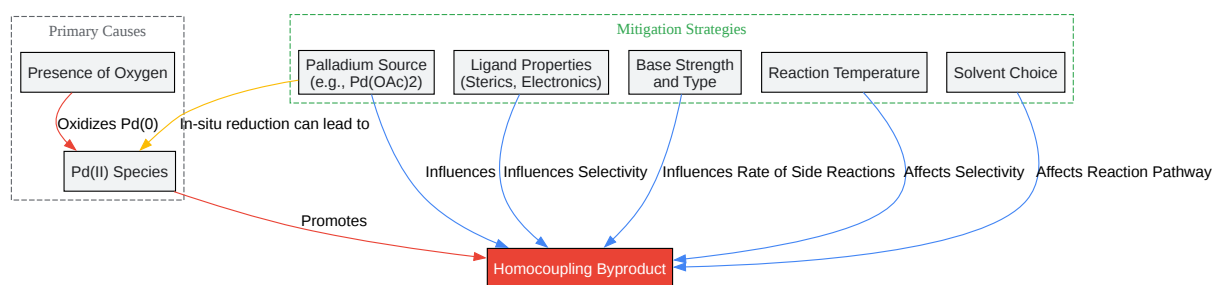 Primary Causes
Mitigation Strategies
Presence of Oxygen
Palladium Source
(e.g., Pd(OAc)2)
Ligand Properties
(Sterics, Electronics)
Base Strength
and Type
Reaction Temperature
Solvent Choice
Oxidizes Pd(0)
In-situ reduction can lead to
Pd(II) Species
Influences
Influences Selectivity
Influences Rate of Side Reactions
Affects Selectivity
Affects Reaction Pathway
Promotes
Homocoupling Byproduct